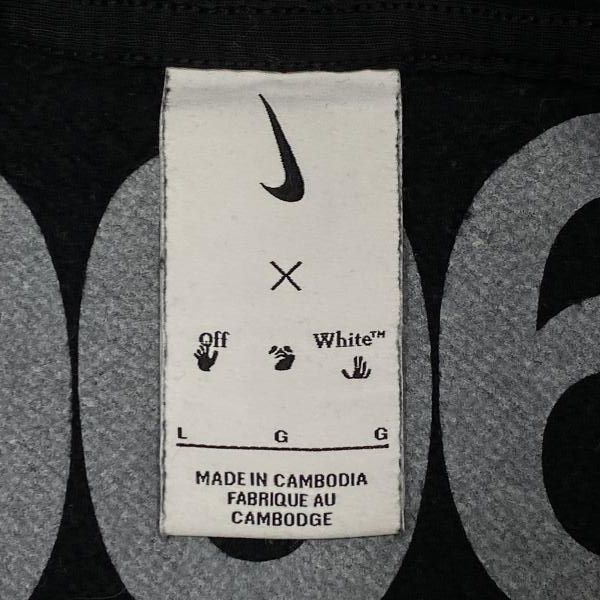 ×
Off White™
L G G
MADE IN CAMBODIA
FABRIQUE AU
CAMBODGE